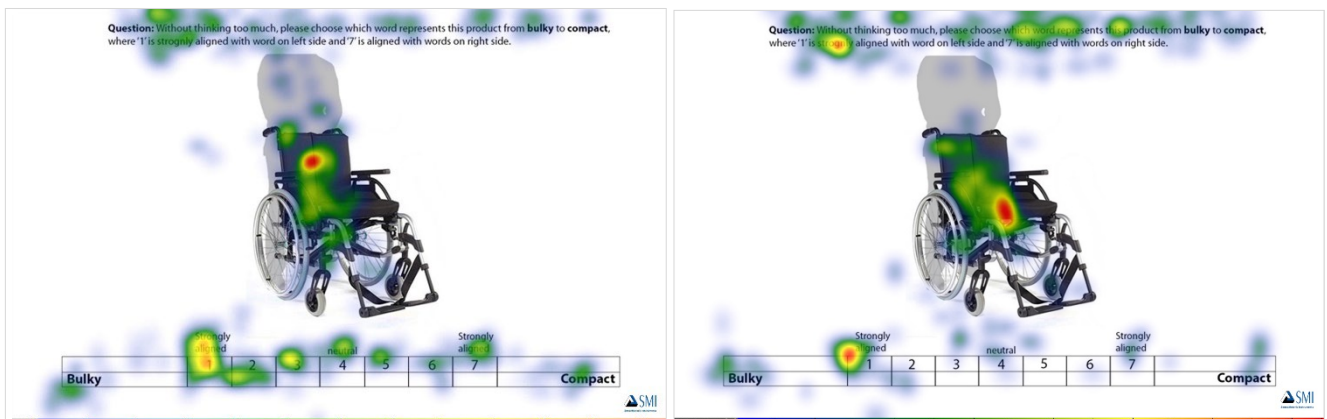 Question: Without thinking too much, please choose which word represents this product from bulky to compact,
where '1' is strognly aligned with word on left side and '7' is aligned with words on right side.
Strongly
aligned
neutral
Strongly
aligned
1 2 3 4 5 6 7
Bulky Compact
SMI
Question: Without thinking too much, please choose which word represents this product from bulky to compact,
where '1' is strognly aligned with word on left side and '7' is aligned with words on right side.
Strongly
aligned
neutral
Strongly
aligned
1 2 3 4 5 6 7
Bulky Compact
SMI